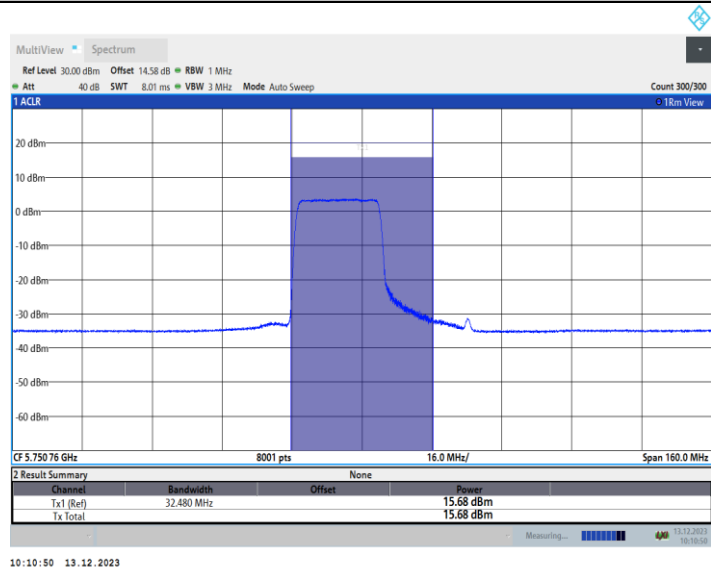 MultiView Spectrum
Ref Level 30.00 dBm Offset 14.58 dB RBW 1 MHz
Att 40 dB SWT 8.01 ms VBW 3 MHz Mode Auto Sweep Count 300/300
1 ACLR 1Rm View
20 dBm
10 dBm
0 dBm
-10 dBm
-20 dBm
-30 dBm
-40 dBm
-50 dBm
-60 dBm
CF 5.750 76 GHz 8001 pts 16.0 MHz/ Span 160.0 MHz
2 Result Summary None
Channel Bandwidth Offset Power
Tx1 (Ref) 32.480 MHz 15.68 dBm
Tx Total 15.68 dBm
Measuring... 13.12.2023
10:10:50
10:10:50 13.12.2023